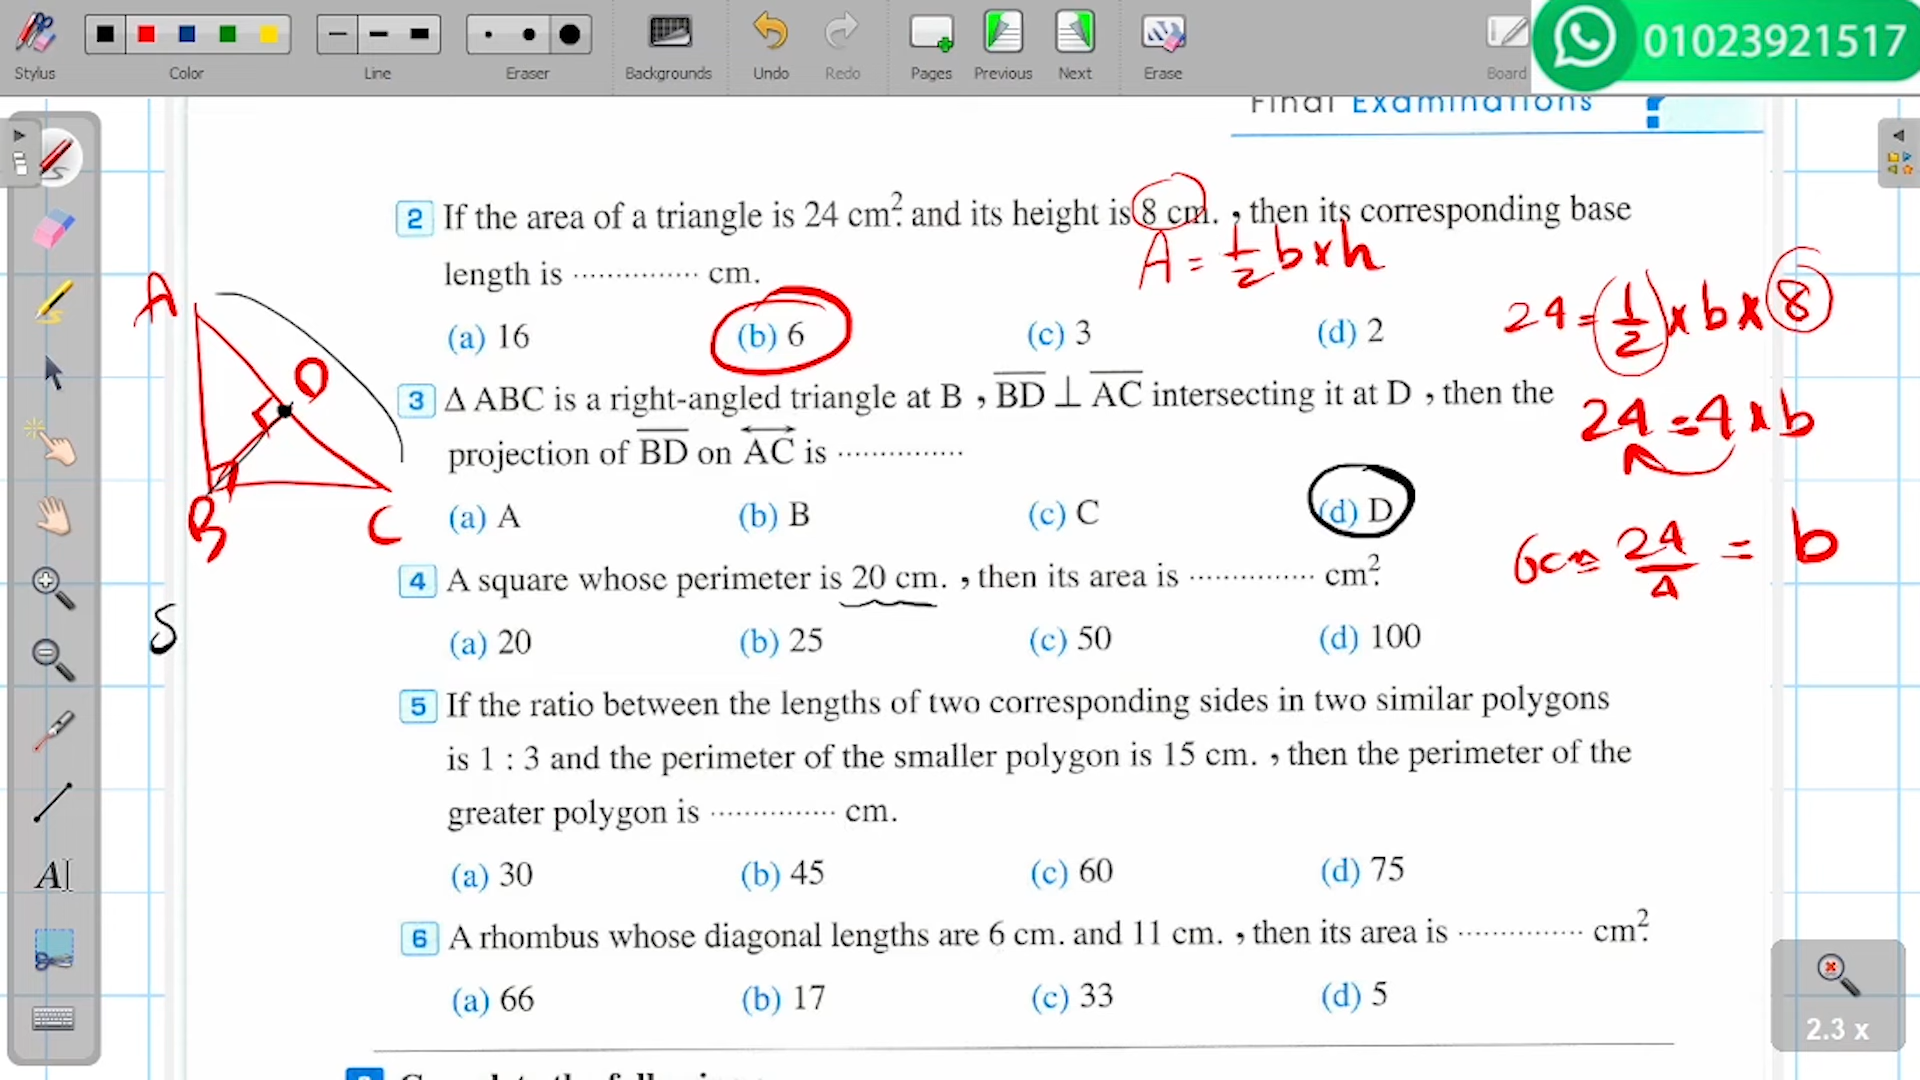 Stylus
Color
Line
Eraser
Backgrounds
Undo
Redo
Pages
Previous
Next
Erase
Board
01023921517
Final Examinations
2 If the area of a triangle is 24 cm². and its height is 8 cm. , then its corresponding base
length is ............... cm.
A = 1/2 b × h
(a) 16 (b) 6 (c) 3 (d) 2
24 = 1/2 × b × 8
3 Δ ABC is a right-angled triangle at B , BD ⊥ AC intersecting it at D , then the
projection of BD on AC is ...............
24 = 4 × b
(a) A (b) B (c) C (d) D
6cm 24/4 = b
A
D
B
C
4 A square whose perimeter is 20 cm. , then its area is ............... cm².
S
(a) 20 (b) 25 (c) 50 (d) 100
5 If the ratio between the lengths of two corresponding sides in two similar polygons
is 1 : 3 and the perimeter of the smaller polygon is 15 cm. , then the perimeter of the
greater polygon is ............... cm.
(a) 30 (b) 45 (c) 60 (d) 75
6 A rhombus whose diagonal lengths are 6 cm. and 11 cm. , then its area is ............... cm².
(a) 66 (b) 17 (c) 33 (d) 5
AI
2.3 x